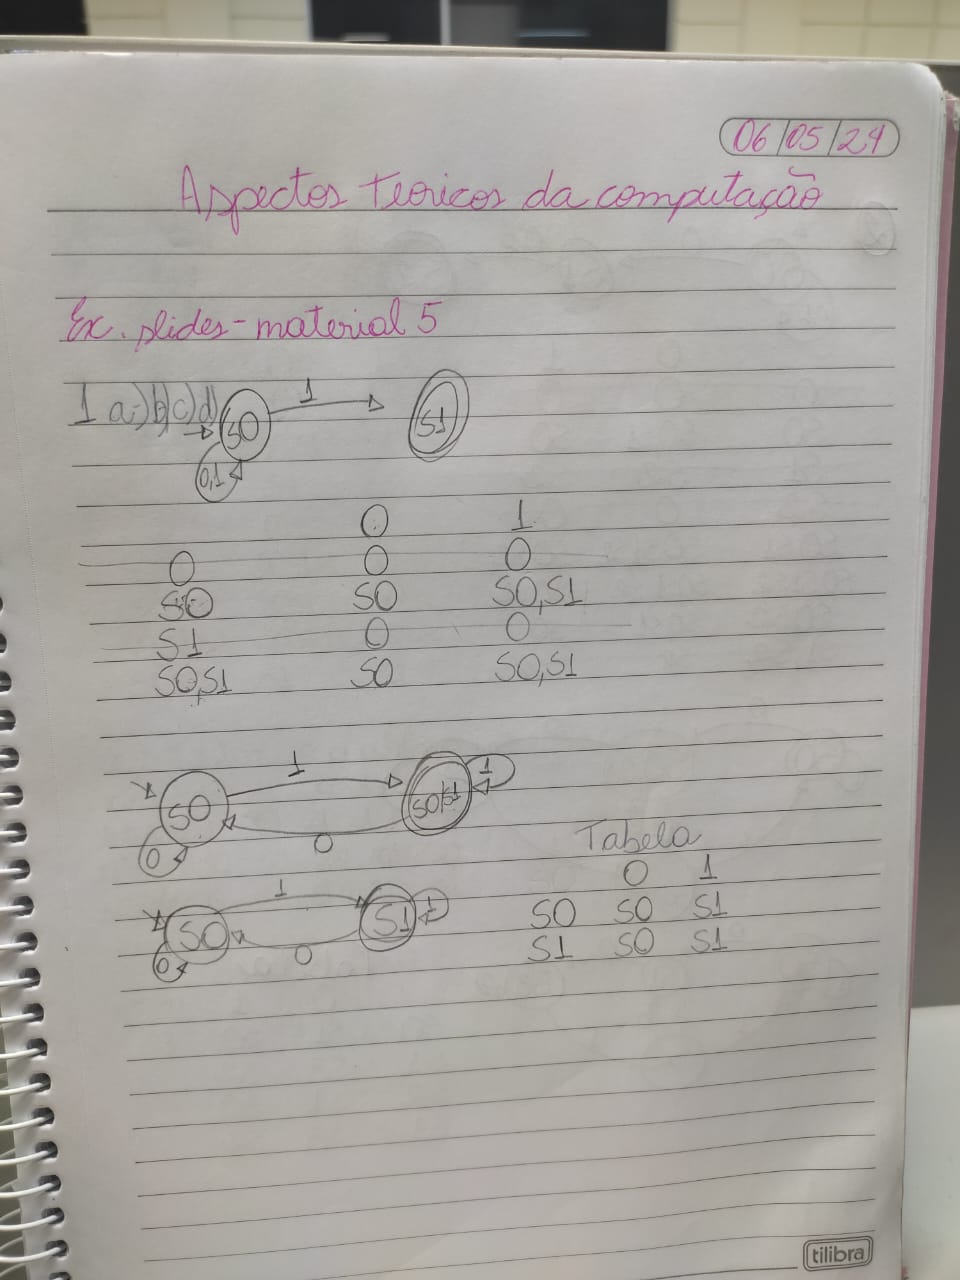 06/05/24
Aspectos Teoricos da computação
Ex. slides - material 5
1 a)b)c)d)
S0 1 S1
0,1
0 1
0 0 0
S0 S0 S0,S1
S1 0 0
S0,S1 S0 S0,S1
1
S0 S0,S1 1
0 0
Tabela
0 1
1
S0 S1 1 S0 S0 S1
0 0 S1 S0 S1
tilibra